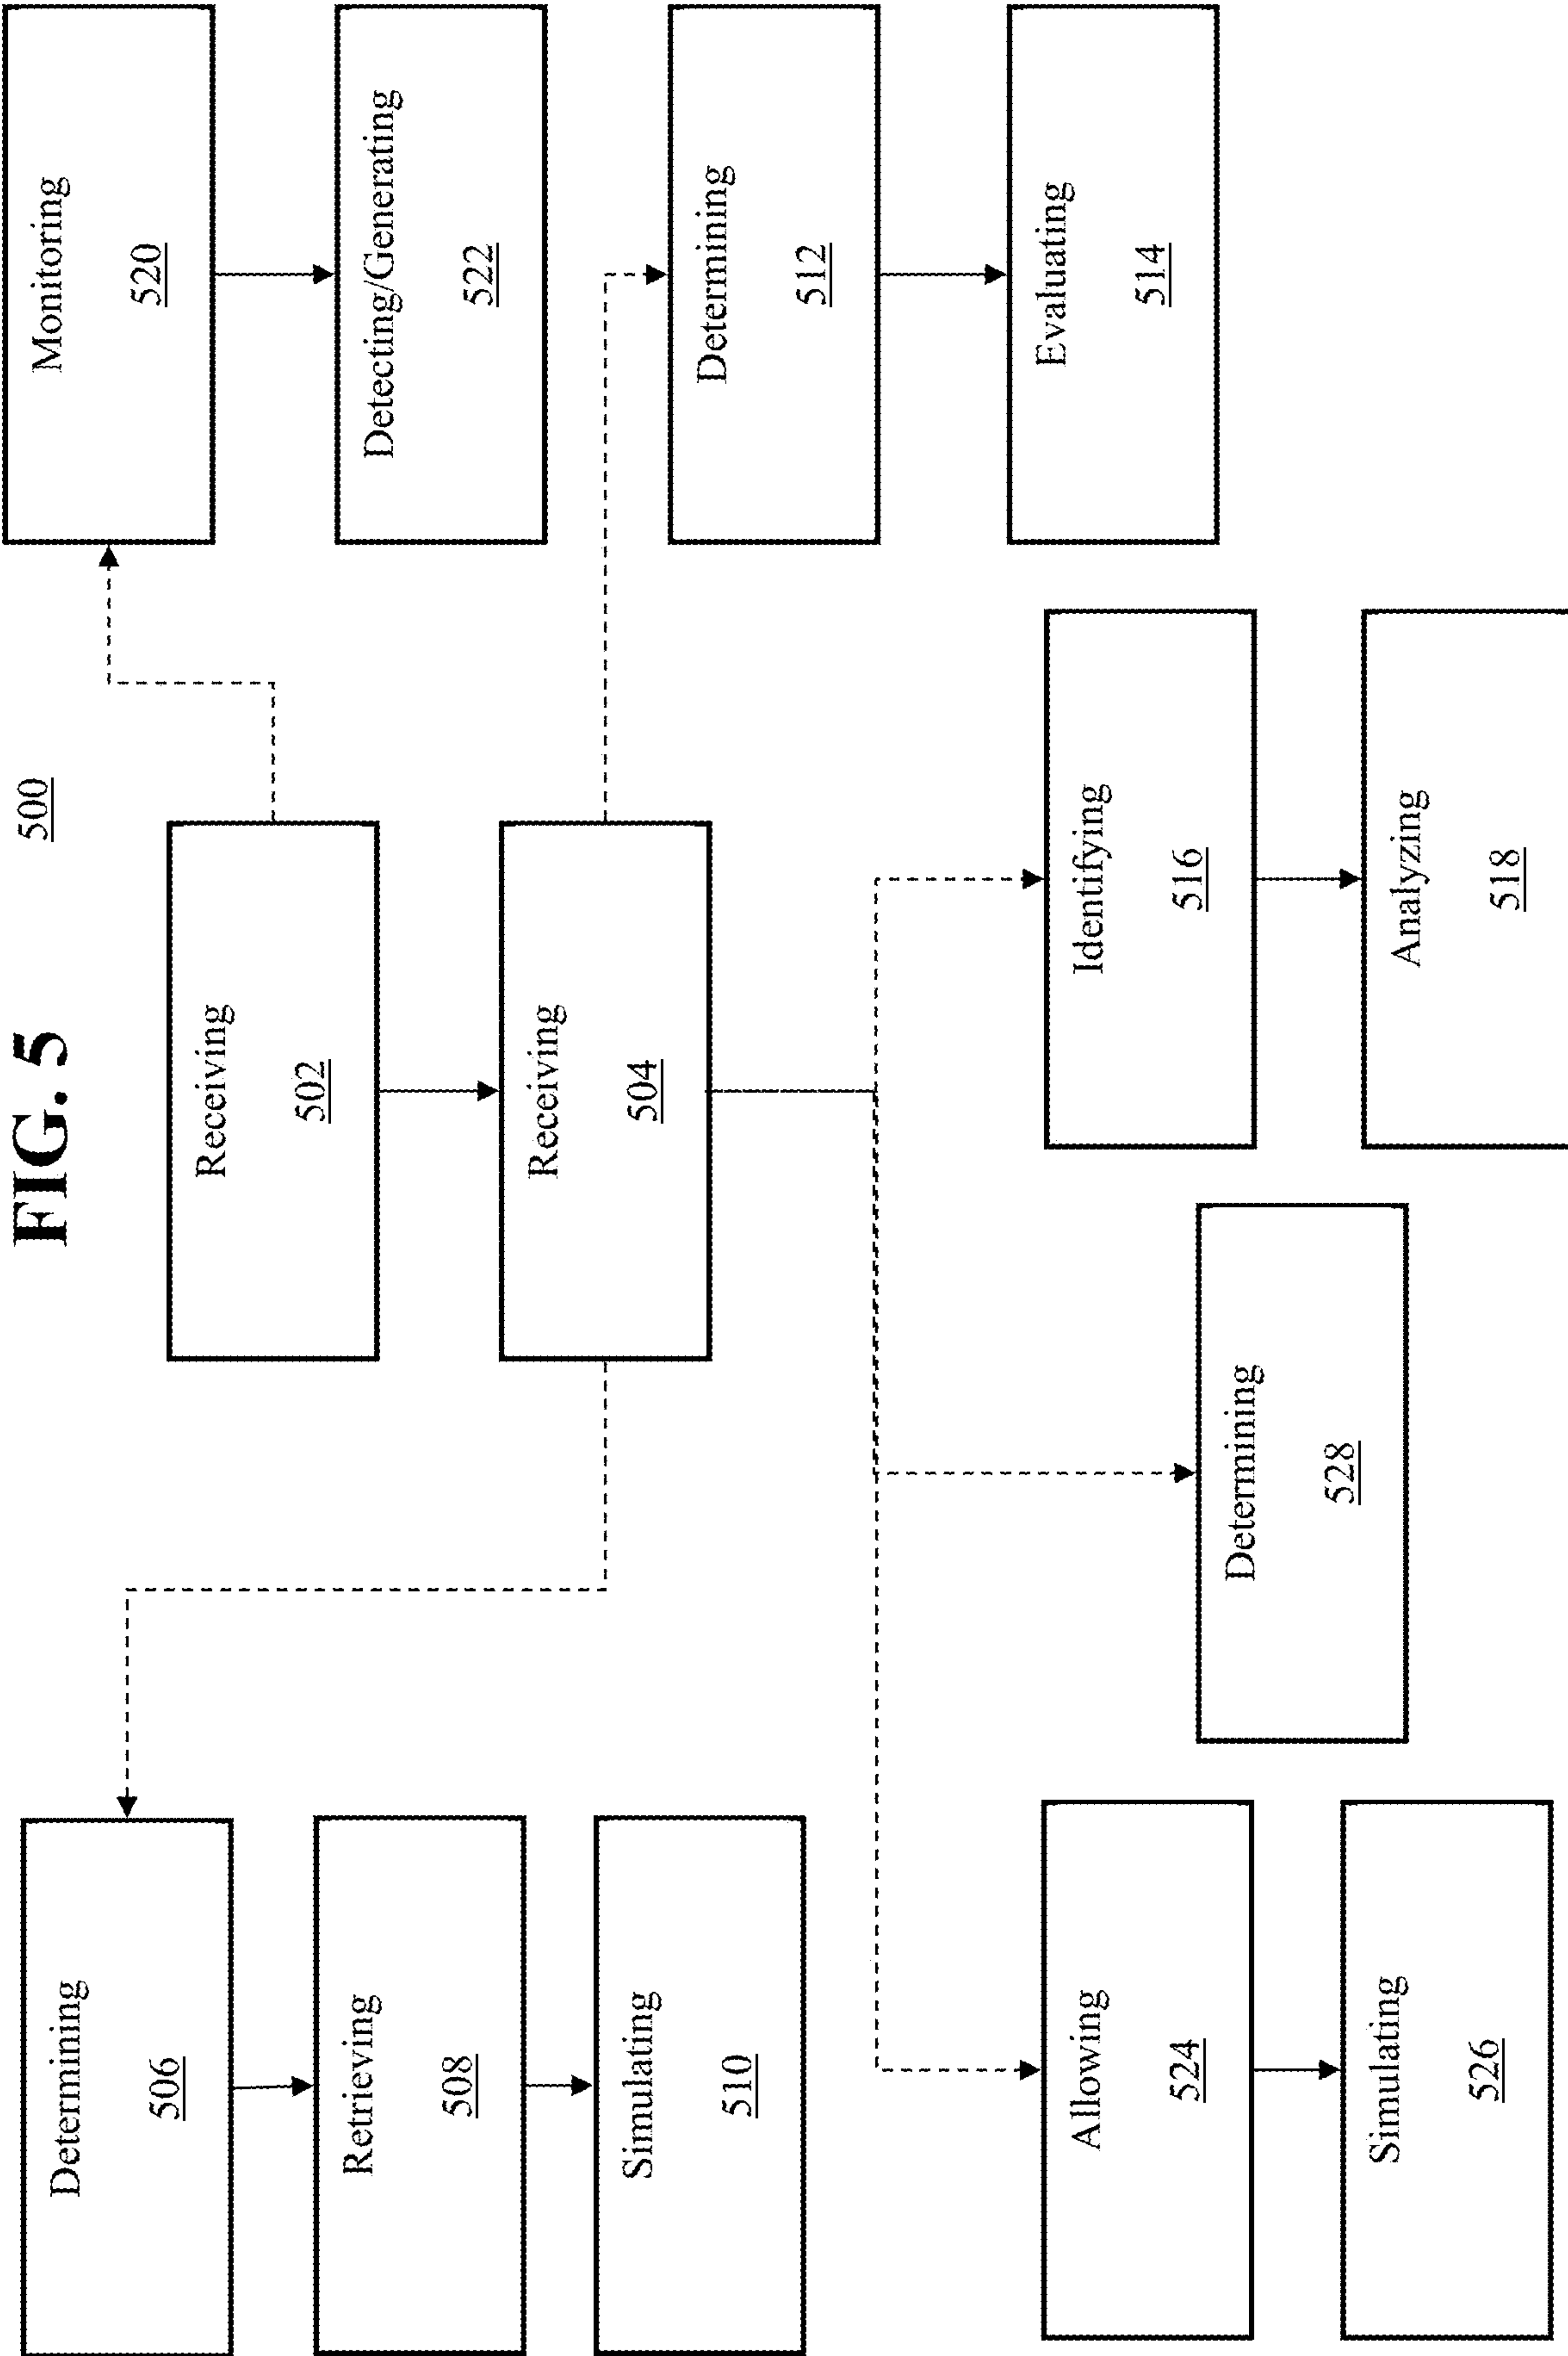 FIG. 5
500
Receiving
502
Receiving
504
Determining
506
Retrieving
508
Simulating
510
Monitoring
520
Detecting/Generating
522
Determining
512
Evaluating
514
Allowing
524
Simulating
526
Determining
528
Identifying
516
Analyzing
518